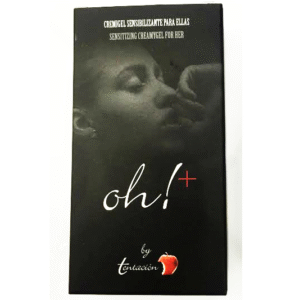 CREMIGEL SENSIBILIZANTE PARA ELLAS
SENSITIZING CREAMYGEL FOR HER
oh!+
by
tentación